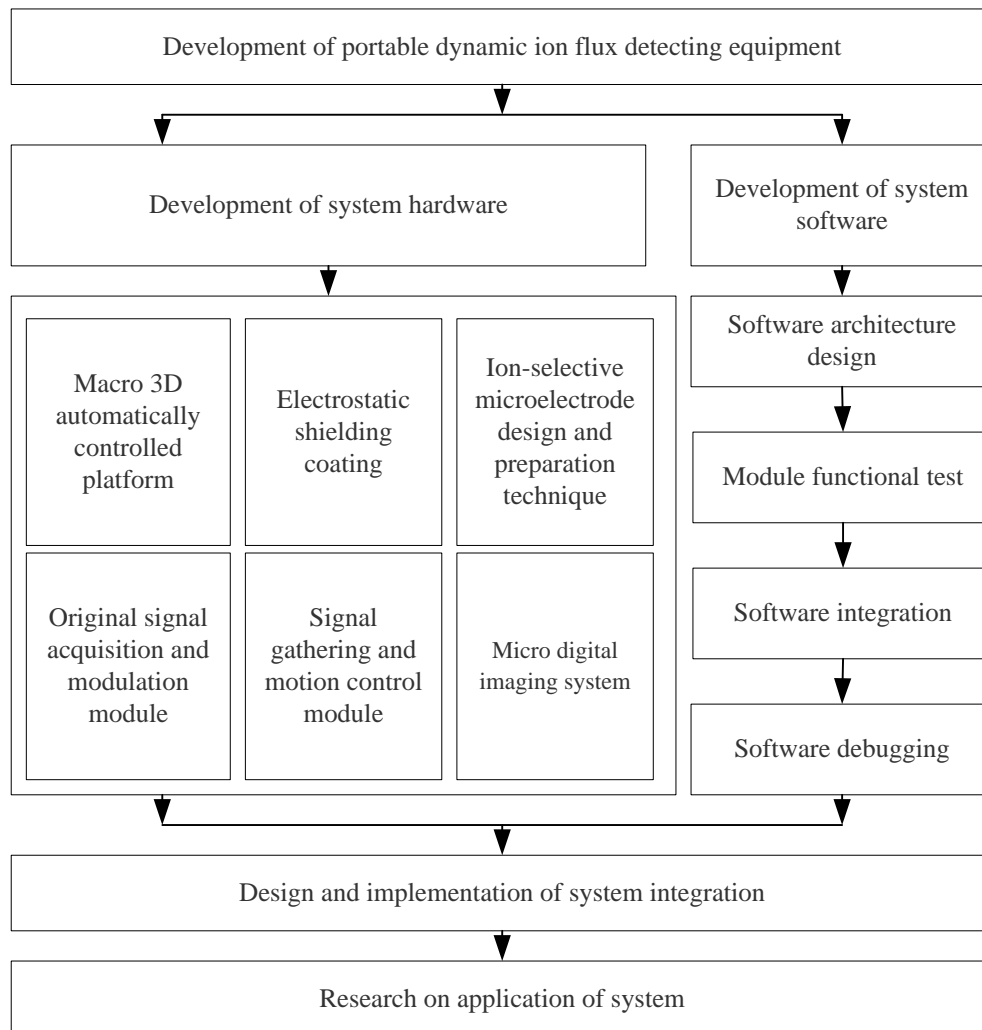 Development of portable dynamic ion flux detecting equipment
Development of system hardware
Development of system
software
Macro 3D
automatically
controlled
platform
Electrostatic
shielding
coating
Ion-selective
microelectrode
design and
preparation
technique
Original signal
acquisition and
modulation
module
Signal
gathering and
motion control
module
Micro digital
imaging system
Software architecture
design
Module functional test
Software integration
Software debugging
Design and implementation of system integration
Research on application of system